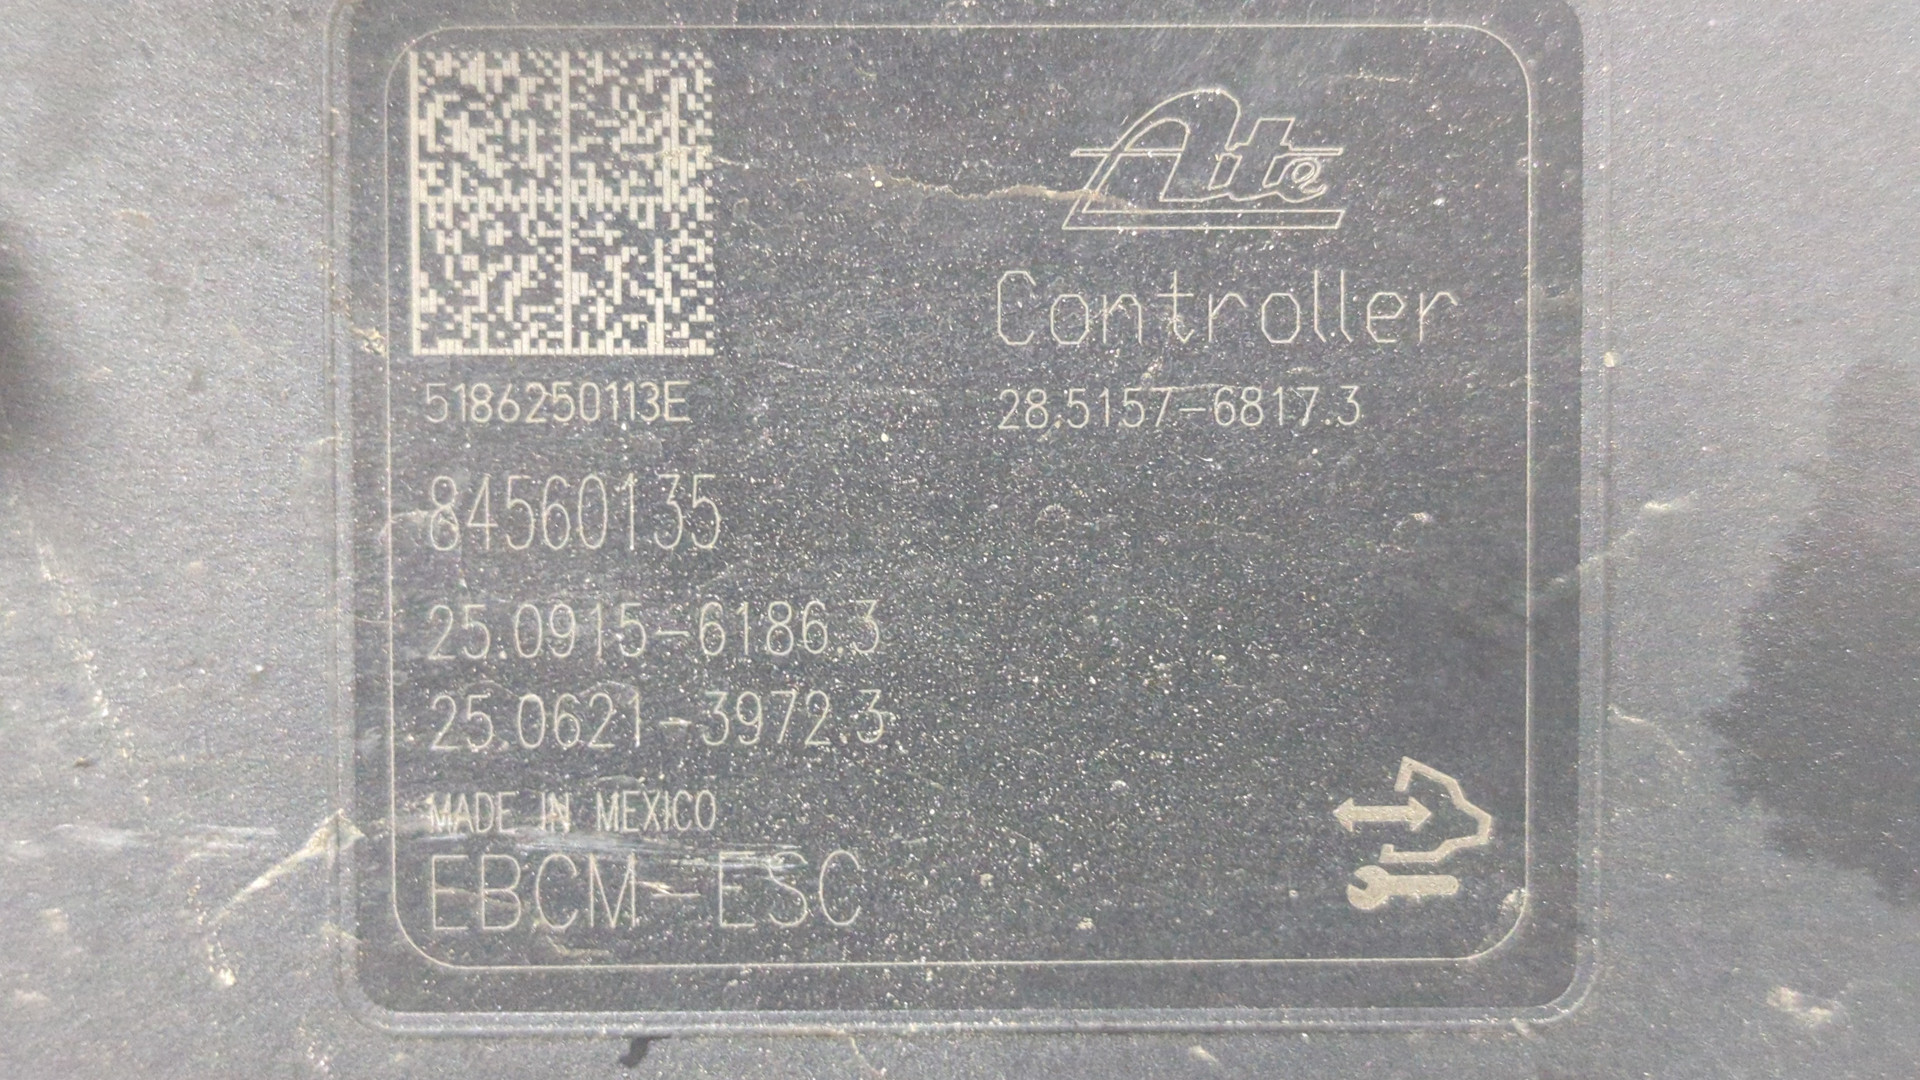 Ate
Controller
5186250113E
28.5157-6817.3
84560135
25.0915-6186.3
25.0621-3972.3
MADE IN MEXICO
EBCM-ESC